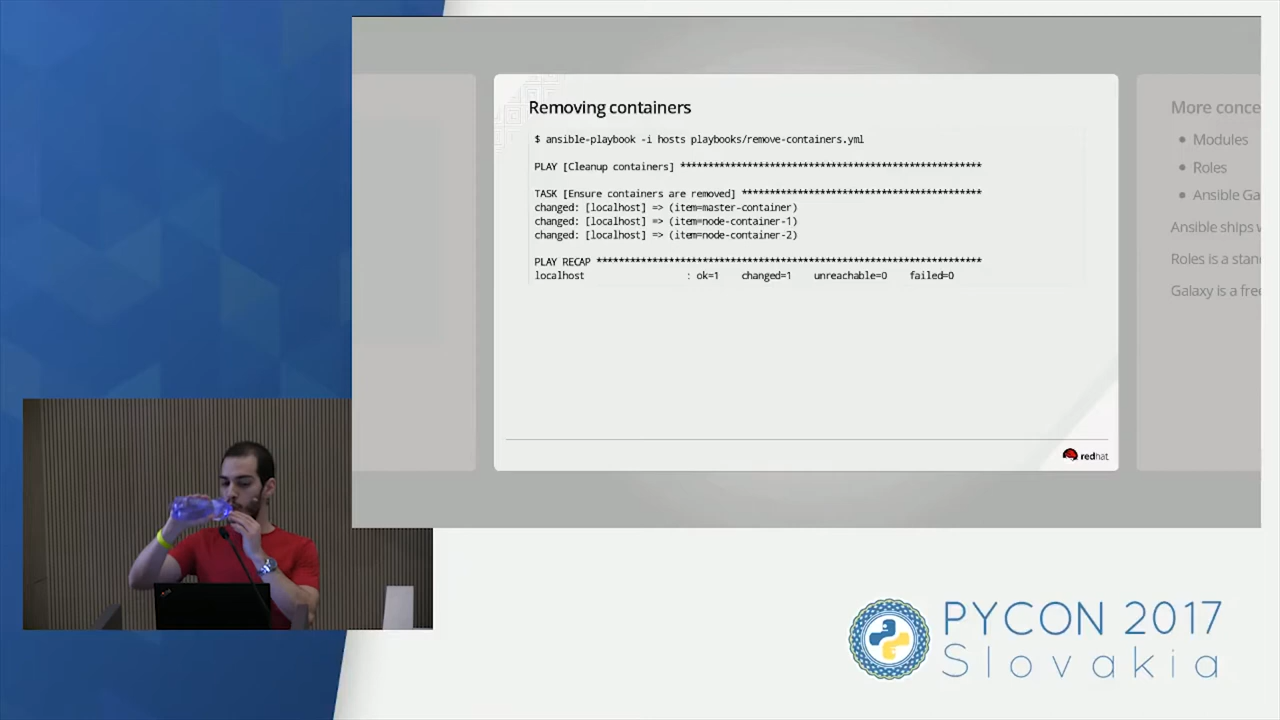 Removing containers
$ ansible-playbook -i hosts playbooks/remove-containers.yml
PLAY [Cleanup containers] ******************************************************
TASK [Ensure containers are removed] *******************************************
changed: [localhost] => (item=master-container)
changed: [localhost] => (item=node-container-1)
changed: [localhost] => (item=node-container-2)
PLAY RECAP *********************************************************************
localhost : ok=1 changed=1 unreachable=0 failed=0
redhat
More conce
• Modules
• Roles
• Ansible Ga
Ansible ships w
Roles is a stan
Galaxy is a free
PYCON 2017
Slovakia